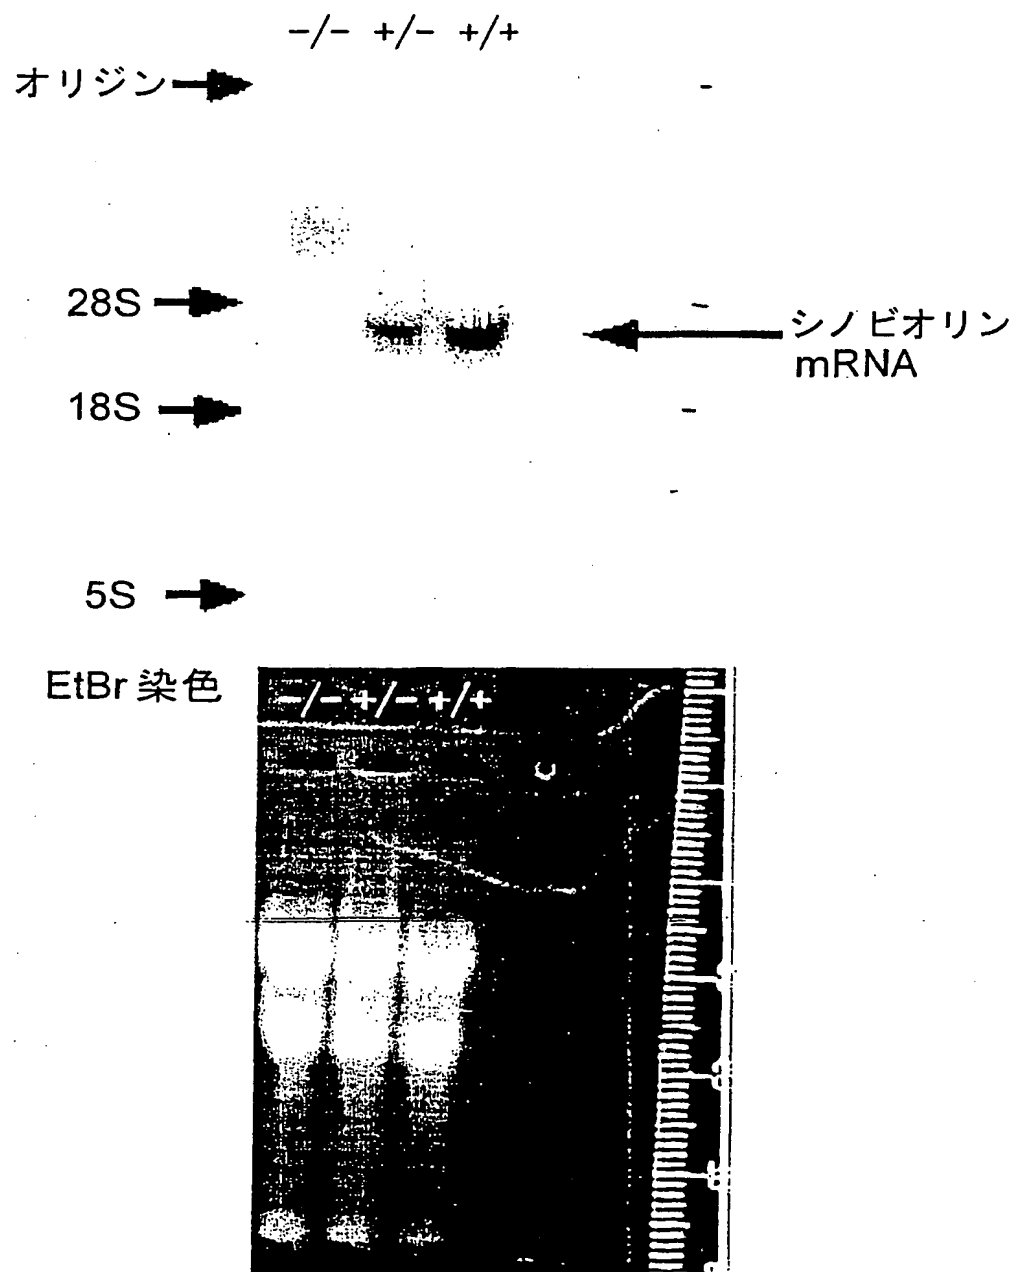 -/- +/- +/+
オリジン
28S
シノビオリン
mRNA
18S
5S
EtBr 染色
-/- +/- +/+